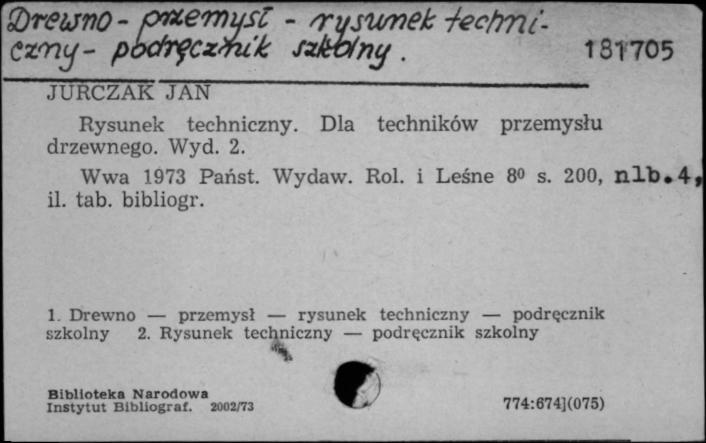 Drewno - przemysł - rysunek techni-
czny - podręcznik szkolny. 181705
JURCZAK JAN
Rysunek techniczny. Dla techników przemysłu
drzewnego. Wyd. 2.
Wwa 1973 Państ. Wydaw. Rol. i Leśne 8⁰ s. 200, nlb.4,
il. tab. bibliogr.
1. Drewno — przemysł — rysunek techniczny — podręcznik
szkolny 2. Rysunek techniczny — podręcznik szkolny
Biblioteka Narodowa
Instytut Bibliograf. 2002/73 774:674](075)